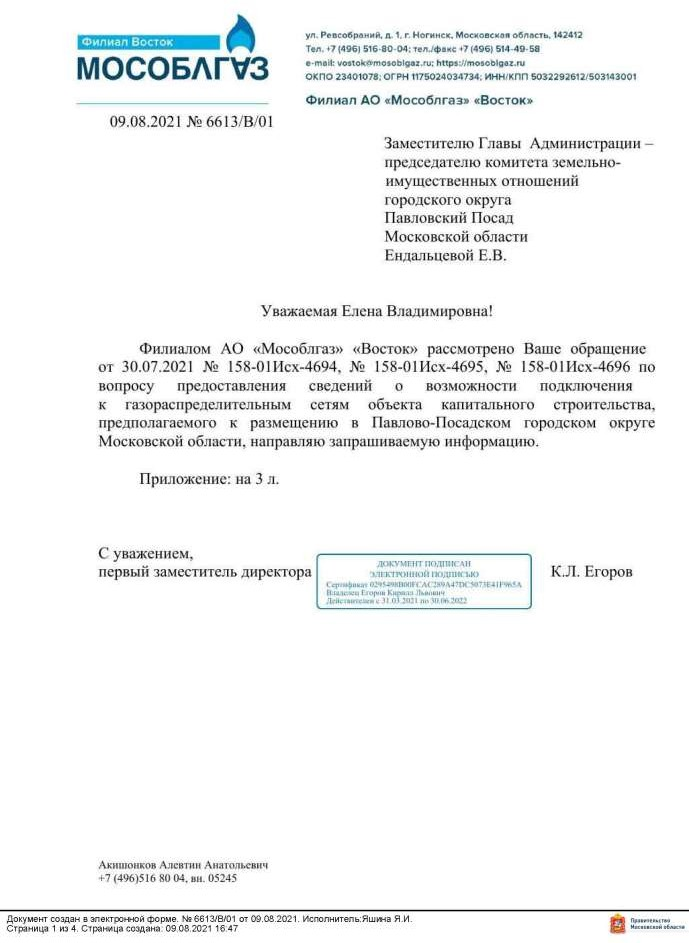 Филиал Восток
МОСОБЛГАЗ
ул. Ревсобраний, д. 1, г. Ногинск, Московская область, 142412
Тел. +7 (496) 516-80-04; тел./факс +7 (496) 514-49-58
e-mail: vostok@mosoblgaz.ru; https://mosoblgaz.ru
ОКПО 23401078; ОГРН 1175024034734; ИНН/КПП 5032292612/503143001
Филиал АО «Мособлгаз» «Восток»
09.08.2021 № 6613/В/01
Заместителю Главы Администрации –
председателю комитета земельно-
имущественных отношений
городского округа
Павловский Посад
Московской области
Ендальцевой Е.В.
Уважаемая Елена Владимировна!
Филиалом АО «Мособлгаз» «Восток» рассмотрено Ваше обращение
от 30.07.2021 № 158-01Исх-4694, № 158-01Исх-4695, № 158-01Исх-4696 по
вопросу предоставления сведений о возможности подключения
к газораспределительным сетям объекта капитального строительства,
предполагаемого к размещению в Павлово-Посадском городском округе
Московской области, направляю запрашиваемую информацию.
Приложение: на 3 л.
С уважением,
первый заместитель директора
ДОКУМЕНТ ПОДПИСАН
ЭЛЕКТРОННОЙ ПОДПИСЬЮ
Сертификат 0295498B00FCAC289A47DC5073E41F965A
Владелец Егоров Кирилл Львович
Действителен с 31.03.2021 по 30.06.2022
К.Л. Егоров
Акишонков Алевтин Анатольевич
+7 (496)516 80 04, вн. 05245
Документ создан в электронной форме. № 6613/В/01 от 09.08.2021. Исполнитель:Яшина Я.И.
Страница 1 из 4. Страница создана: 09.08.2021 16:47
Правительство
Московской области